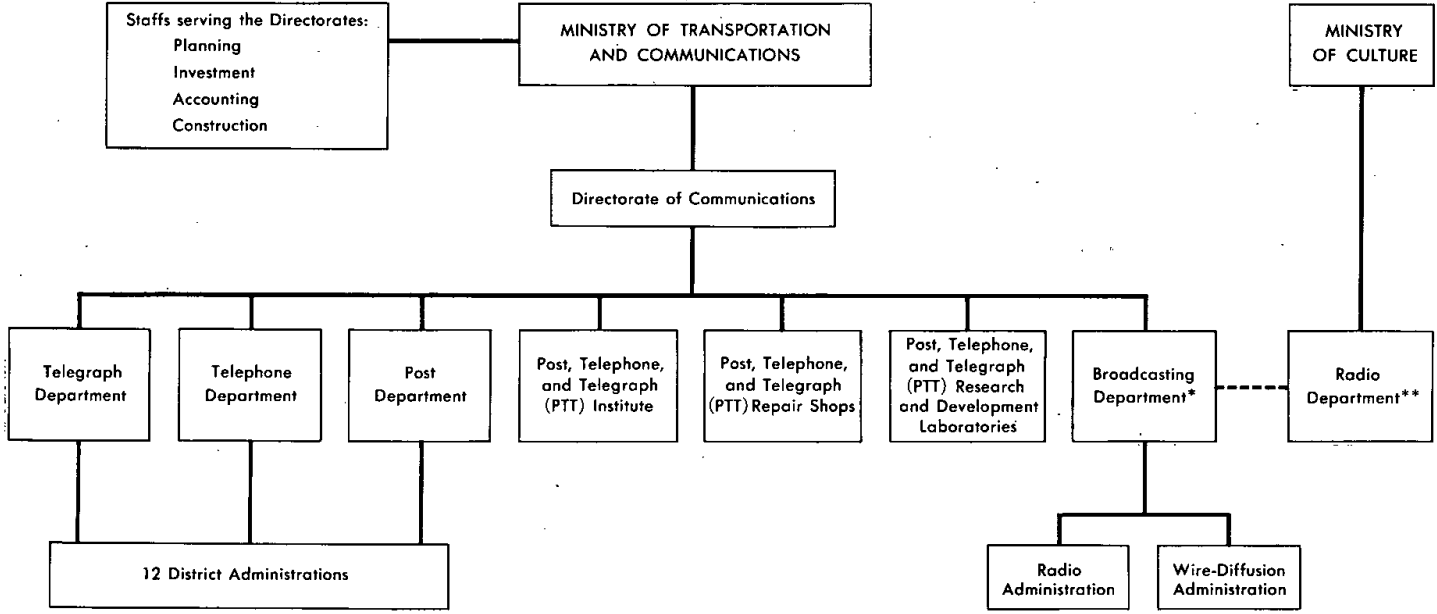 Staffs serving the Directorates:
Planning
Investment
Accounting
Construction
MINISTRY OF TRANSPORTATION
AND COMMUNICATIONS
MINISTRY
OF CULTURE
Directorate of Communications
Telegraph
Department
Telephone
Department
Post
Department
Post, Telephone,
and Telegraph
(PTT) Institute
Post, Telephone,
and Telegraph
(PTT) Repair Shops
Post, Telephone,
and Telegraph
(PTT) Research
and Development
Laboratories
Broadcasting
Department*
Radio
Department**
12 District Administrations
Radio
Administration
Wire-Diffusion
Administration